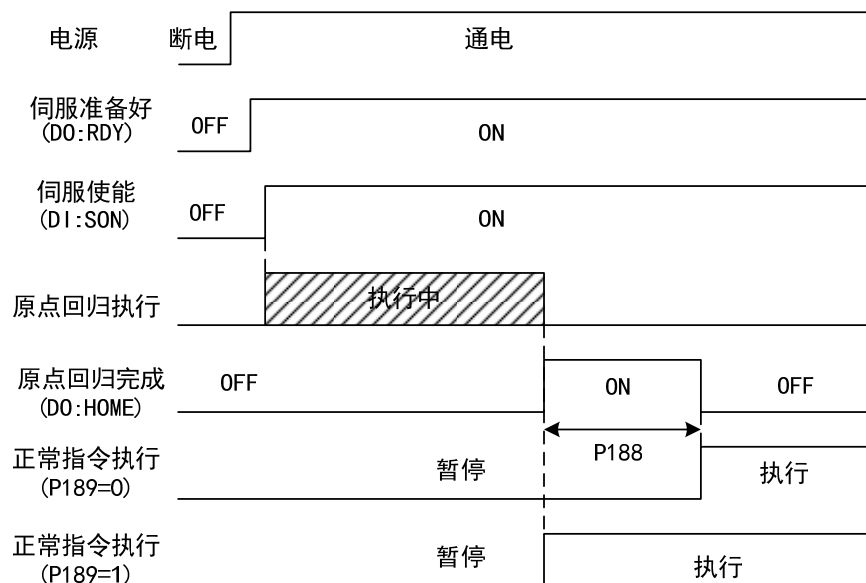 电源 断电 通电
伺服准备好
(DO:RDY) OFF ON
伺服使能
(DI:SON) OFF ON
原点回归执行 执行中
原点回归完成
(DO:HOME) OFF ON OFF
P188
正常指令执行
(P189=0) 暂停 执行
正常指令执行
(P189=1) 暂停 执行